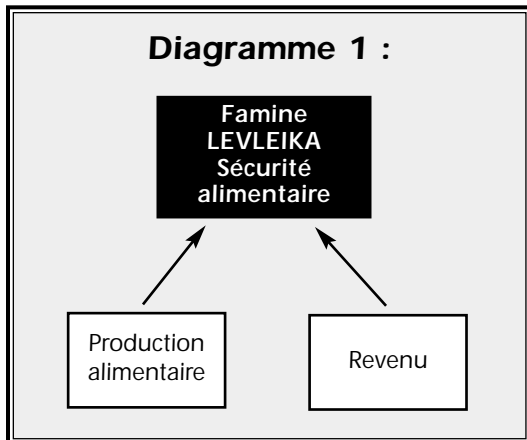 Diagramme 1 :
Famine
LEVLEIKA
Sécurité
alimentaire
Production
alimentaire
Revenu